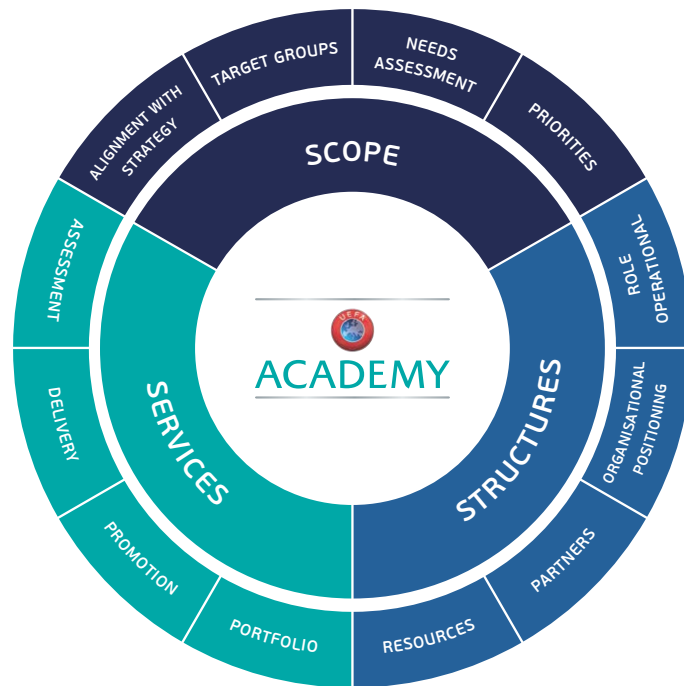 SCOPE
ALIGNMENT WITH
STRATEGY
TARGET GROUPS
NEEDS
ASSESSMENT
PRIORITIES
STRUCTURES
ROLE
OPERATIONAL
ORGANISATIONAL
POSITIONING
PARTNERS
RESOURCES
SERVICES
PORTFOLIO
PROMOTION
DELIVERY
ASSESSMENT
UEFA
ACADEMY